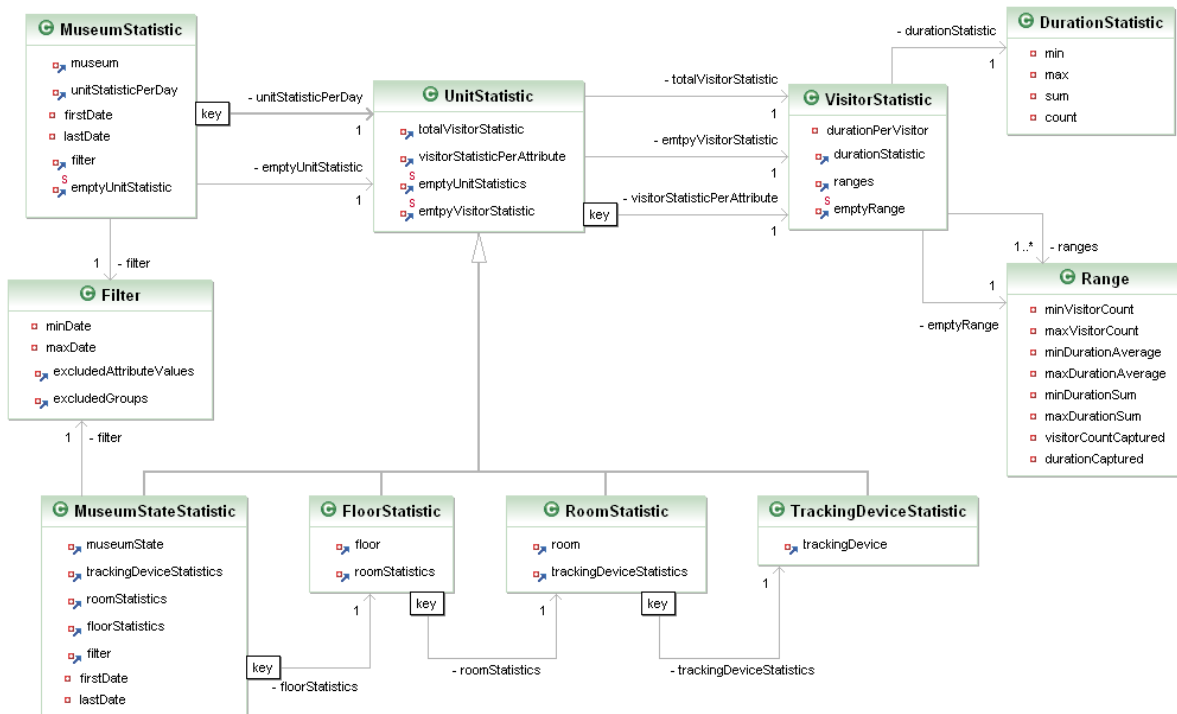 MuseumStatistic
museum
unitStatisticPerDay
firstDate
lastDate
filter
S
emptyUnitStatistic
key
- unitStatisticPerDay
1
- emptyUnitStatistic
1
UnitStatistic
totalVisitorStatistic
visitorStatisticPerAttribute
S
emptyUnitStatistics
S
emtpyVisitorStatistic
key
- totalVisitorStatistic
1
- emtpyVisitorStatistic
1
- visitorStatisticPerAttribute
1
VisitorStatistic
durationPerVisitor
durationStatistic
ranges
S
emptyRange
- durationStatistic
1
DurationStatistic
min
max
sum
count
1..* - ranges
1
- emptyRange
Range
minVisitorCount
maxVisitorCount
minDurationAverage
maxDurationAverage
minDurationSum
maxDurationSum
visitorCountCaptured
durationCaptured
1 - filter
Filter
minDate
maxDate
excludedAttributeValues
excludedGroups
1 - filter
MuseumStateStatistic
museumState
trackingDeviceStatistics
roomStatistics
floorStatistics
filter
firstDate
lastDate
key
- floorStatistics
1
FloorStatistic
floor
roomStatistics
key
- roomStatistics
1
RoomStatistic
room
trackingDeviceStatistics
key
- trackingDeviceStatistics
1
TrackingDeviceStatistic
trackingDevice